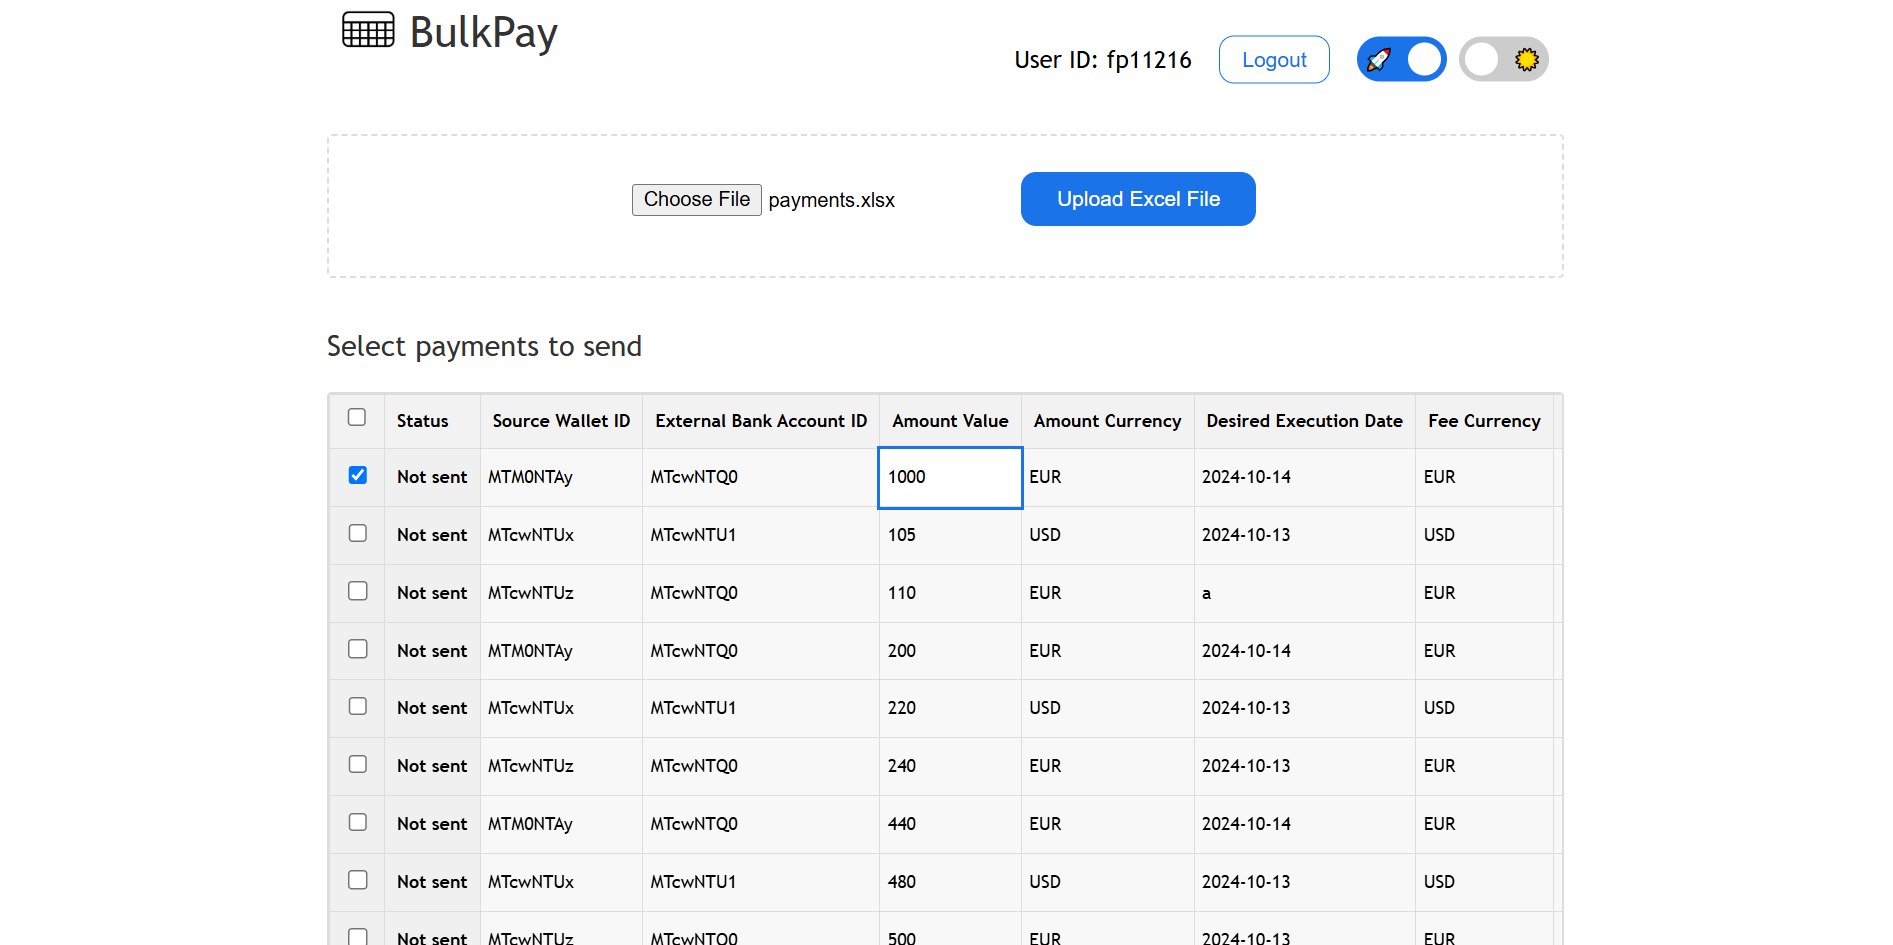 BulkPay
User ID: fp11216 Logout
Choose File payments.xlsx Upload Excel File
Select payments to send
Status Source Wallet ID External Bank Account ID Amount Value Amount Currency Desired Execution Date Fee Currency
Not sent MTM0NTAy MTcwNTQ0 1000 EUR 2024-10-14 EUR
Not sent MTcwNTUx MTcwNTU1 105 USD 2024-10-13 USD
Not sent MTcwNTUz MTcwNTQ0 110 EUR a EUR
Not sent MTM0NTAy MTcwNTQ0 200 EUR 2024-10-14 EUR
Not sent MTcwNTUx MTcwNTU1 220 USD 2024-10-13 USD
Not sent MTcwNTUz MTcwNTQ0 240 EUR 2024-10-13 EUR
Not sent MTM0NTAy MTcwNTQ0 440 EUR 2024-10-14 EUR
Not sent MTcwNTUx MTcwNTU1 480 USD 2024-10-13 USD
Not sent MTcwNTUz MTcwNTQ0 500 EUR 2024-10-13 EUR